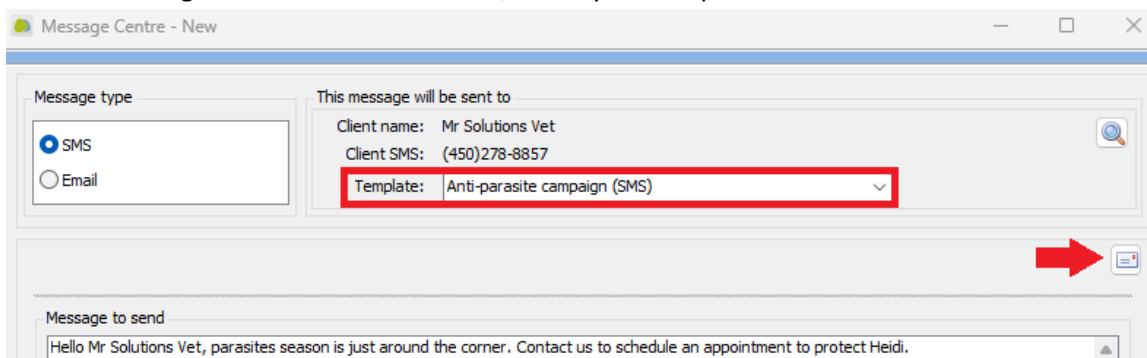 Message Centre - New
Message type
This message will be sent to
SMS
Email
Client name: Mr Solutions Vet
Client SMS: (450)278-8857
Template: Anti-parasite campaign (SMS)
Message to send
Hello Mr Solutions Vet, parasites season is just around the corner. Contact us to schedule an appointment to protect Heidi.